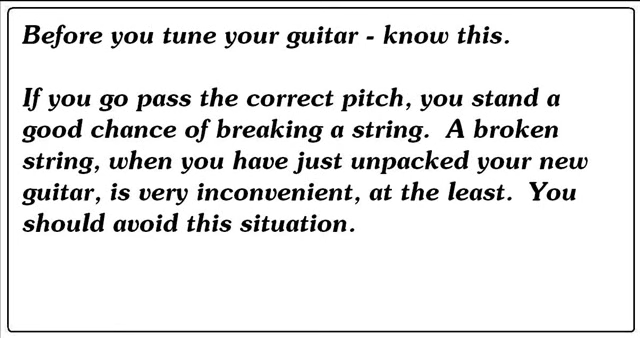 Before you tune your guitar - know this.
If you go pass the correct pitch, you stand a
good chance of breaking a string.  A broken
string, when you have just unpacked your new
guitar, is very inconvenient, at the least.  You
should avoid this situation.